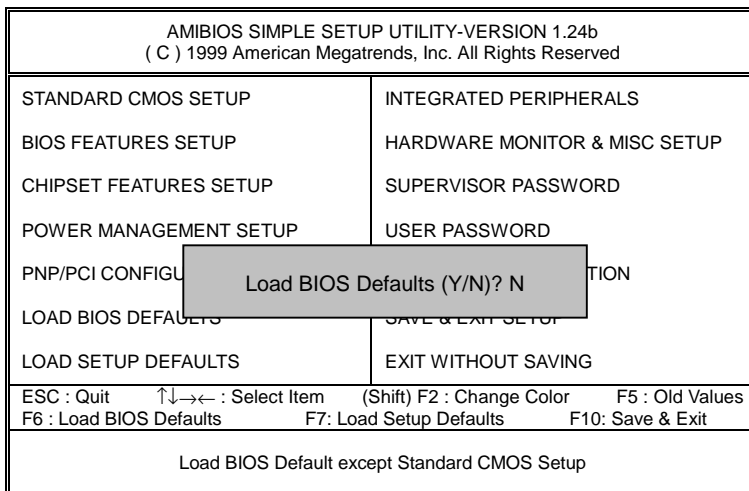 AMIBIOS SIMPLE SETUP UTILITY-VERSION 1.24b
( C ) 1999 American Megatrends, Inc. All Rights Reserved
STANDARD CMOS SETUP
BIOS FEATURES SETUP
CHIPSET FEATURES SETUP
POWER MANAGEMENT SETUP
PNP/PCI
LOAD BIOS DEFAULTS
LOAD SETUP DEFAULTS
INTEGRATED PERIPHERALS
HARDWARE MONITOR & MISC SETUP
SUPERVISOR PASSWORD
USER PASSWORD
SAVE & EXIT SETUP
EXIT WITHOUT SAVING
Load BIOS Defaults (Y/N)? N
ESC : Quit ↑↓→← : Select Item (Shift) F2 : Change Color F5 : Old Values
F6 : Load BIOS Defaults F7: Load Setup Defaults F10: Save & Exit
Load BIOS Default except Standard CMOS Setup